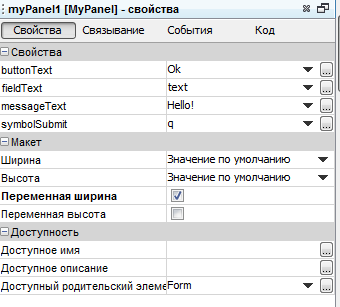 myPanel1 [MyPanel] - свойства
Свойства Связывание События Код
Свойства
buttonText Ok
fieldText text
messageText Hello!
symbolSubmit q
Макет
Ширина Значение по умолчанию
Высота Значение по умолчанию
Переменная ширина
Переменная высота
Доступность
Доступное имя
Доступное описание
Доступный родительский элеме Form